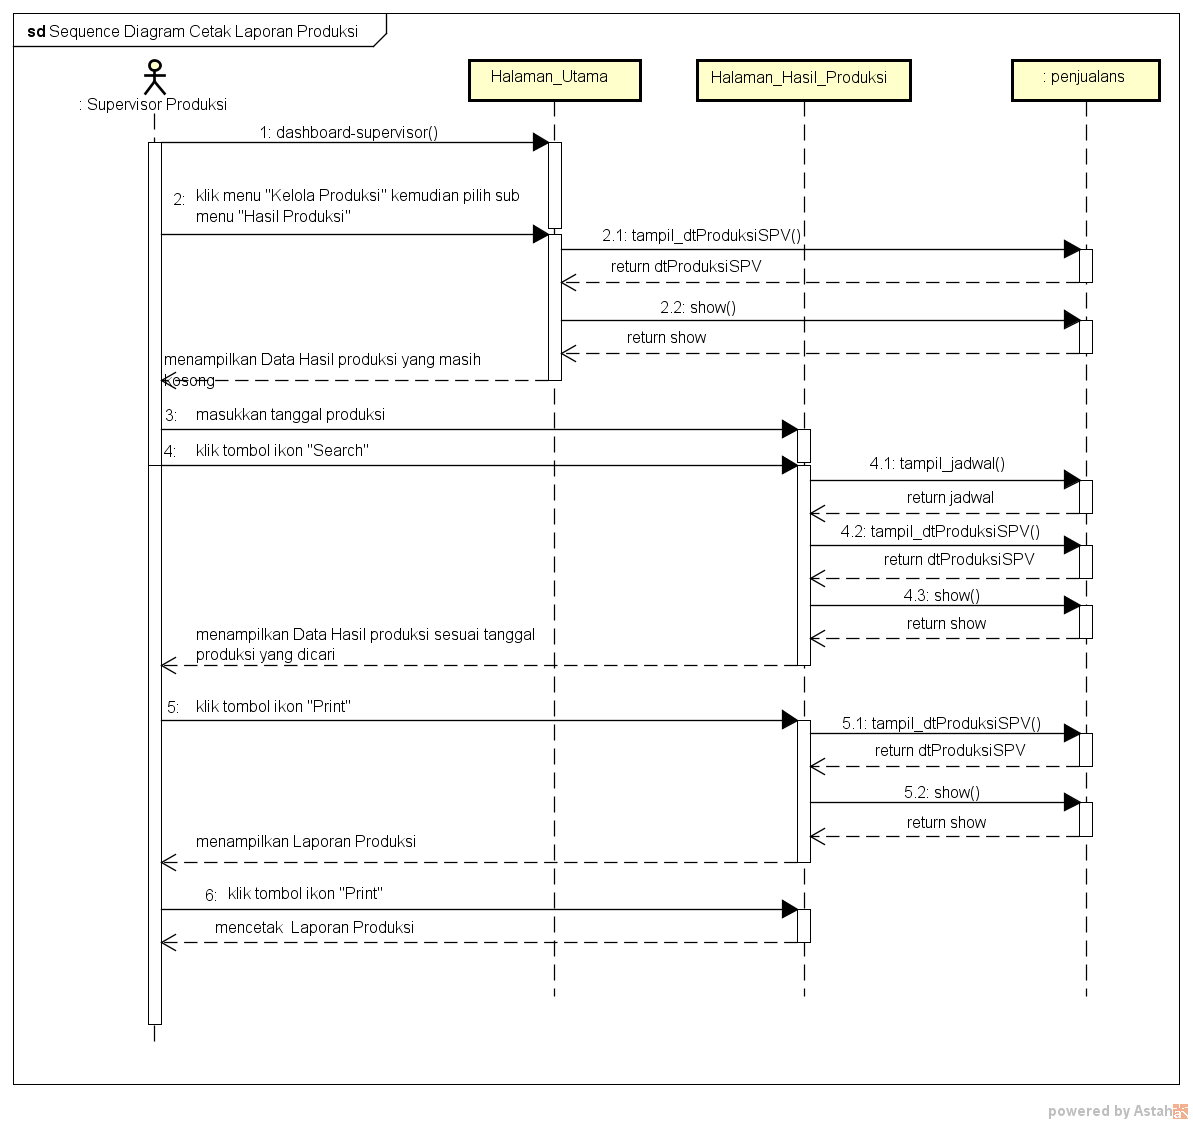 sd Sequence Diagram Cetak Laporan Produksi
: Supervisor Produksi
Halaman_Utama
Halaman_Hasil_Produksi
: penjualans
1: dashboard-supervisor()
2: klik menu "Kelola Produksi" kemudian pilih sub
menu "Hasil Produksi"
2.1: tampil_dtProduksiSPV()
return dtProduksiSPV
2.2: show()
return show
menampilkan Data Hasil produksi yang masih
kosong
3: masukkan tanggal produksi
4: klik tombol ikon "Search"
4.1: tampil_jadwal()
return jadwal
4.2: tampil_dtProduksiSPV()
return dtProduksiSPV
4.3: show()
return show
menampilkan Data Hasil produksi sesuai tanggal
produksi yang dicari
5: klik tombol ikon "Print"
5.1: tampil_dtProduksiSPV()
return dtProduksiSPV
5.2: show()
return show
menampilkan Laporan Produksi
6: klik tombol ikon "Print"
mencetak  Laporan Produksi
powered by Astah